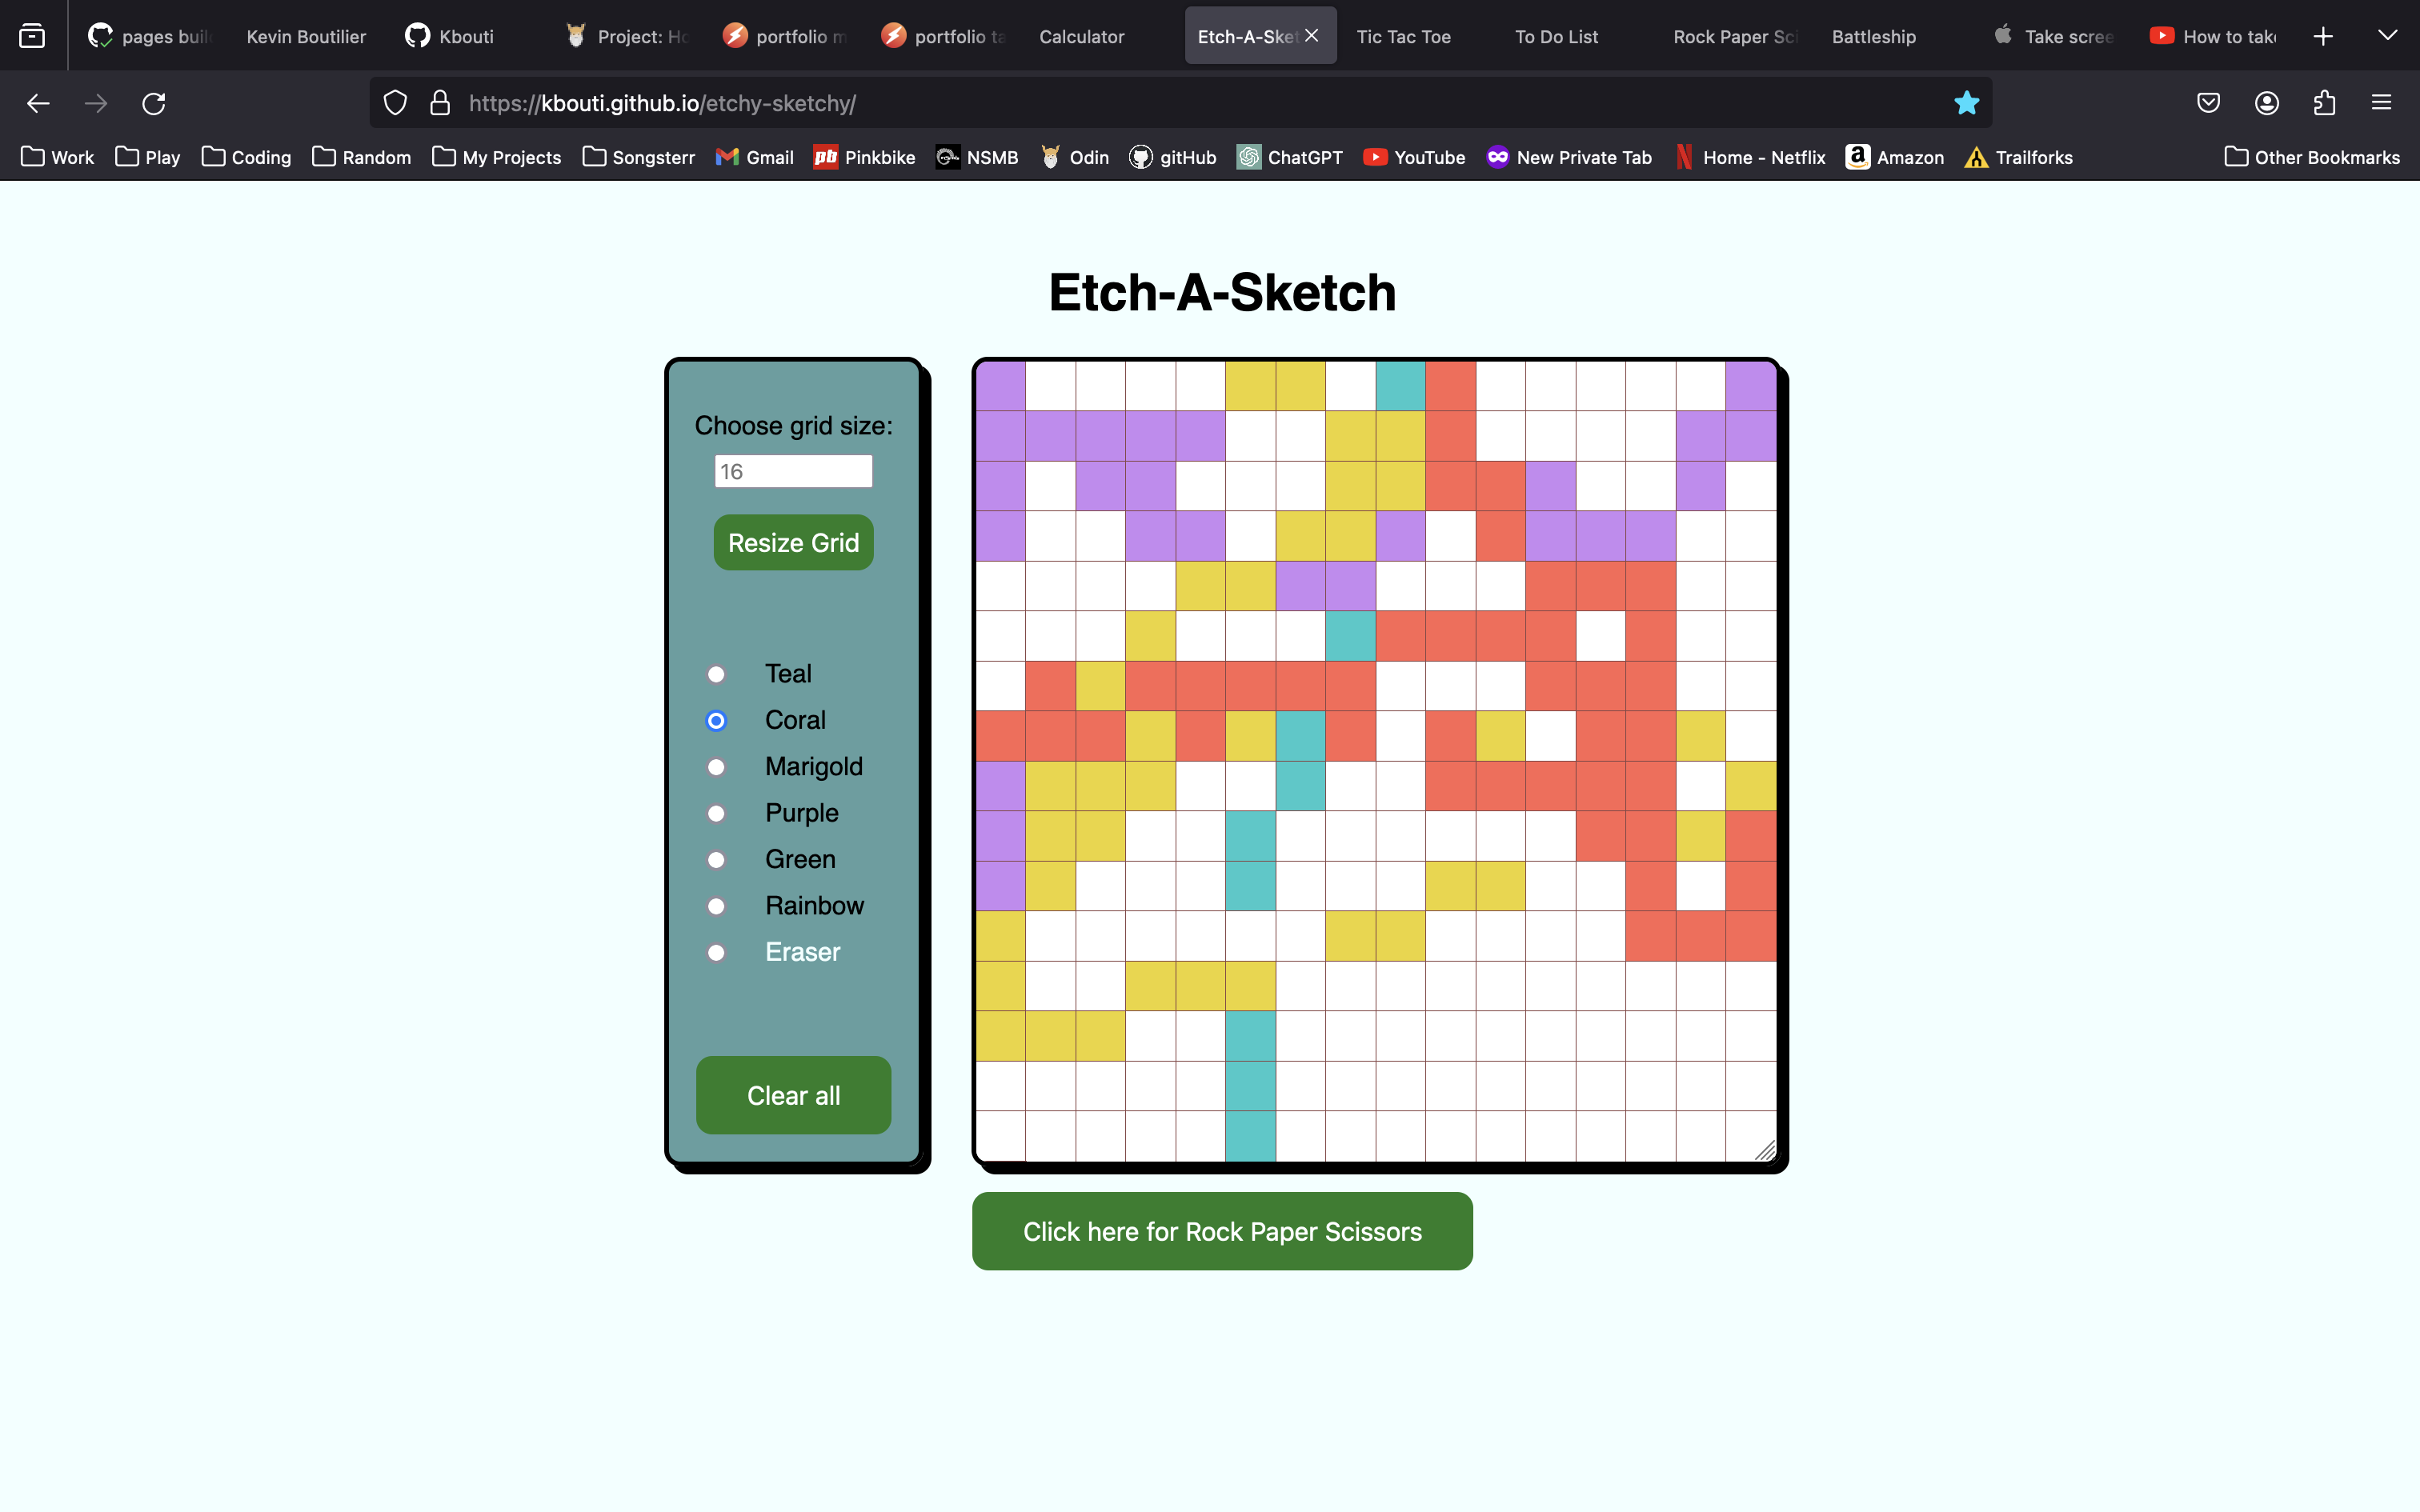 pages buil Kevin Boutilier Kbouti Project: Ho portfolio m portfolio ta Calculator Etch-A-Sket Tic Tac Toe To Do List Rock Paper Sci Battleship Take scree How to take
https://kbouti.github.io/etchy-sketchy/
Work Play Coding Random My Projects Songsterr Gmail pb Pinkbike NSMB Odin gitHub ChatGPT YouTube New Private Tab Home - Netflix Amazon Trailforks Other Bookmarks
Etch-A-Sketch
Choose grid size:
16
Resize Grid
Teal
Coral
Marigold
Purple
Green
Rainbow
Eraser
Clear all
Click here for Rock Paper Scissors